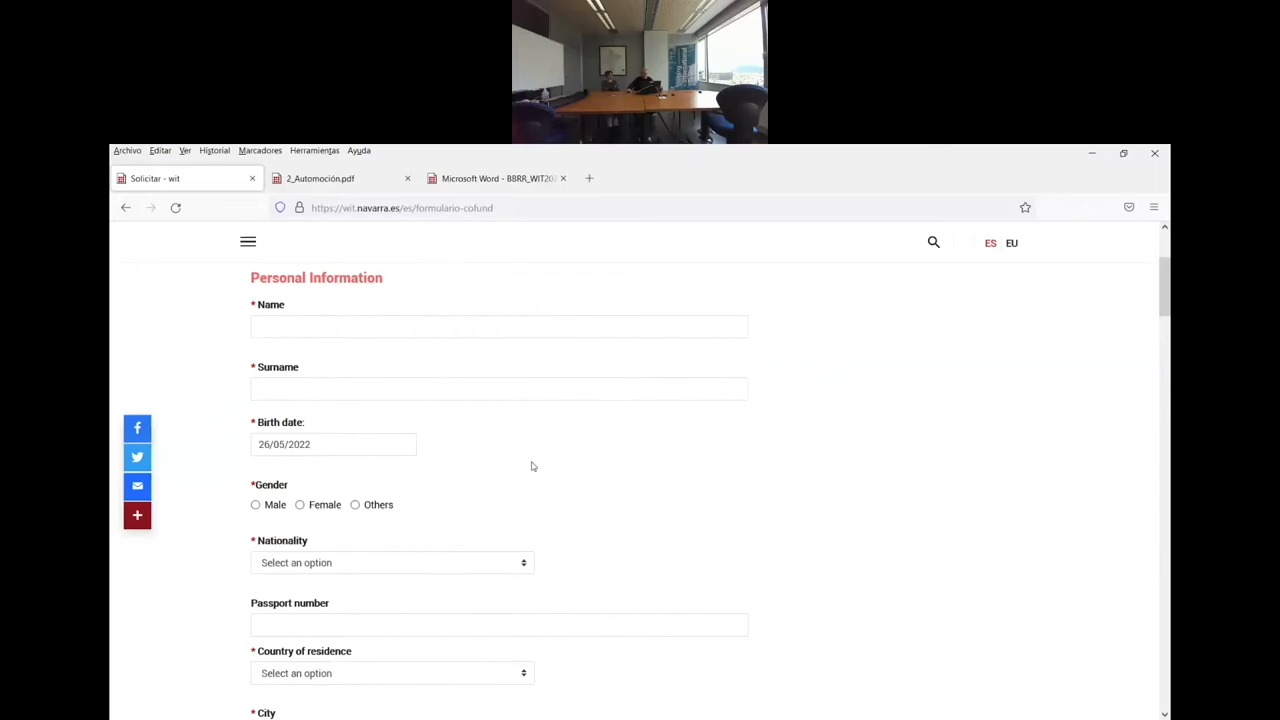 Archivo Editar Ver Historial Marcadores Herramientas Ayuda
Solicitar - wit
2_Automoción.pdf
Microsoft Word - BBRR_WIT202
https://wit.navarra.es/es/formulario-cofund
ES EU
Personal Information
* Name
* Surname
* Birth date:
26/05/2022
*Gender
Male Female Others
* Nationality
Select an option
Passport number
* Country of residence
Select an option
* City